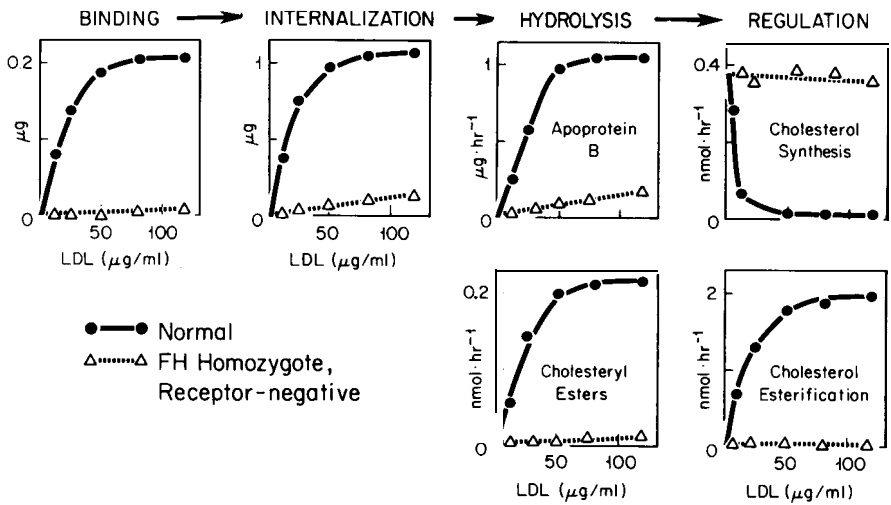 BINDING → INTERNALIZATION → HYDROLYSIS → REGULATION
0.2
μg
0
50 100
LDL (μg/ml)
1
μg
0
50 100
LDL (μg/ml)
1
μg·hr⁻¹
0
Apoprotein
B
0.4
nmol·hr⁻¹
0
Cholesterol
Synthesis
Normal
FH Homozygote,
Receptor-negative
0.2
nmol·hr⁻¹
0
Cholesteryl
Esters
50 100
LDL (μg/ml)
2
nmol·hr⁻¹
0
Cholesterol
Esterification
50 100
LDL (μg/ml)